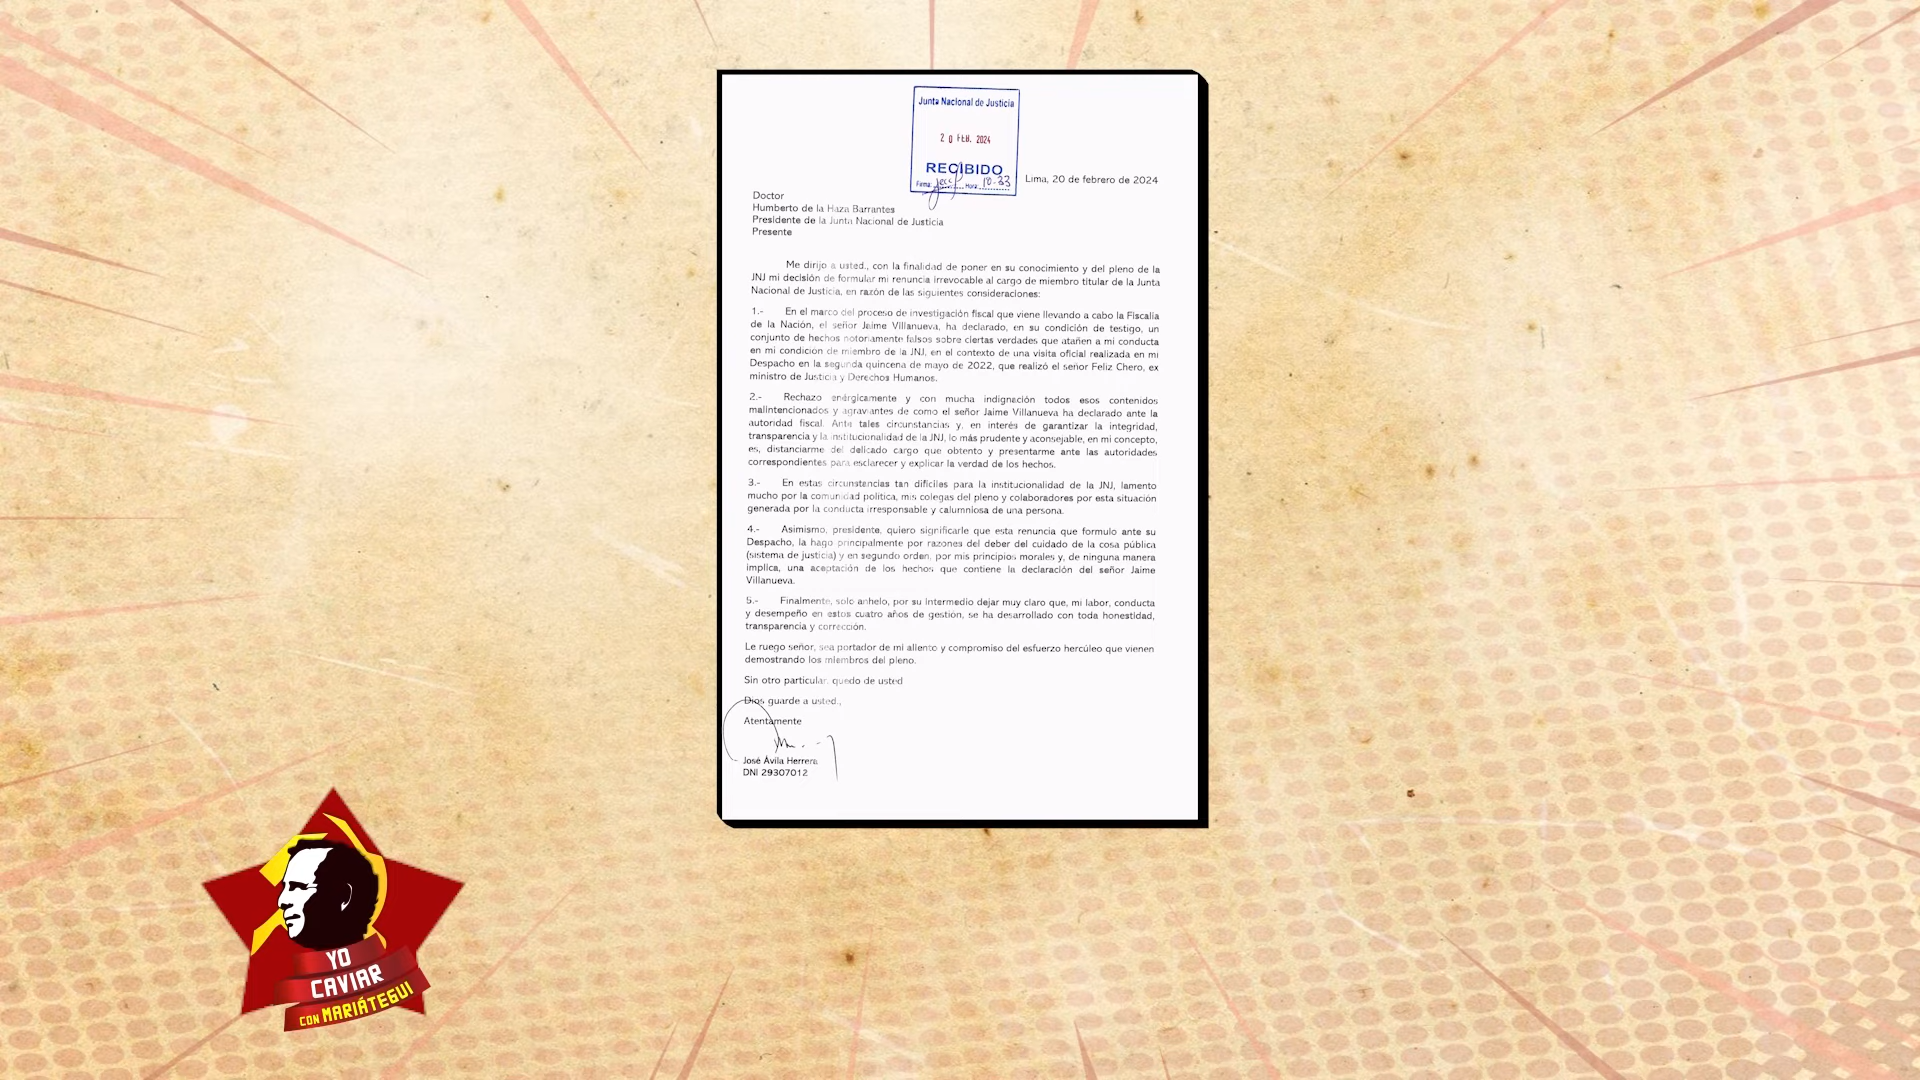 Junta Nacional de Justicia
20 FEB. 2024
RECIBIDO
Firma: Hora: 10:33
Lima, 20 de febrero de 2024
Doctor
Humberto de la Haza Barrantes
Presidente de la Junta Nacional de Justicia
Presente
Me dirijo a usted., con la finalidad de poner en su conocimiento y del pleno de la
JNJ mi decisión de formular mi renuncia irrevocable al cargo de miembro titular de la Junta
Nacional de Justicia, en razón de las siguientes consideraciones:
1.- En el marco del proceso de investigación fiscal que viene llevando a cabo la Fiscalía
de la Nación, el señor Jaime Villanueva, ha declarado, en su condición de testigo, un
conjunto de hechos notoriamente falsos sobre ciertas verdades que atañen a mi conducta
en mi condición de miembro de la JNJ, en el contexto de una visita oficial realizada en mi
Despacho en la segunda quincena de mayo de 2022, que realizó el señor Feliz Chero, ex
ministro de Justicia y Derechos Humanos.
2.- Rechazo enérgicamente y con mucha indignación todos esos contenidos
malintencionados y agraviantes de como el señor Jaime Villanueva ha declarado ante la
autoridad fiscal. Ante tales circunstancias y, en interés de garantizar la integridad,
transparencia y la institucionalidad de la JNJ, lo más prudente y aconsejable, en mi concepto,
es, distanciarme del delicado cargo que obtento y presentarme ante las autoridades
correspondientes para esclarecer y explicar la verdad de los hechos.
3.- En estas circunstancias tan difíciles para la institucionalidad de la JNJ, lamento
mucho por la comunidad política, mis colegas del pleno y colaboradores por esta situación
generada por la conducta irresponsable y calumniosa de una persona.
4.- Asimismo, presidente, quiero significarle que esta renuncia que formulo ante su
Despacho, la hago principalmente por razones del deber del cuidado de la cosa pública
(sistema de justicia) y en segundo orden, por mis principios morales y, de ninguna manera
implica, una aceptación de los hechos que contiene la declaración del señor Jaime
Villanueva.
5.- Finalmente, solo anhelo, por su intermedio dejar muy claro que, mi labor, conducta
y desempeño en estos cuatro años de gestión, se ha desarrollado con toda honestidad,
transparencia y corrección.
Le ruego señor, sea portador de mi aliento y compromiso del esfuerzo hercúleo que vienen
demostrando los miembros del pleno.
Sin otro particular, quedo de usted
Dios guarde a usted.,
Atentamente
José Ávila Herrera
DNI 29307012
YO
CAVIAR
CON MARIÁTEGUI